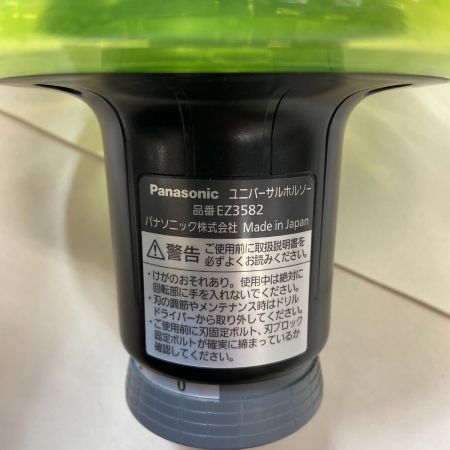 Panasonic ユニバーサルホルソー
品番 EZ3582
パナソニック株式会社 Made in Japan
警告 ご使用前に取扱説明書を
必ずよくお読みください。
・けがのおそれあり。使用中は絶対に
回転部に手を入れないでください。
・刃の調節やメンテナンス時はドリル
ドライバーから取り外してください。
・ご使用前に刃固定ボルト、刃ブロック
固定ボルトが確実に締まっているか
確認してください。
0